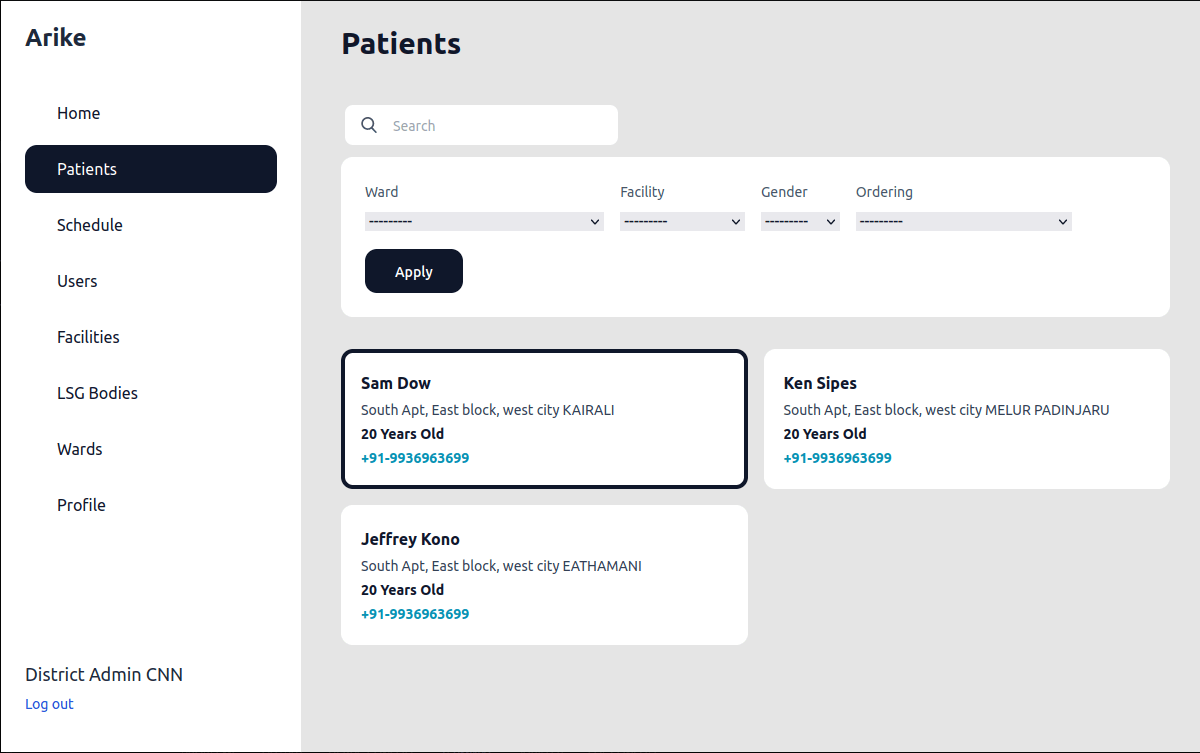 Arike
Home
Patients
Schedule
Users
Facilities
LSG Bodies
Wards
Profile
District Admin CNN
Log out
Patients
Search
Ward Facility Gender Ordering
--------- --------- --------- ---------
Apply
Sam Dow
South Apt, East block, west city KAIRALI
20 Years Old
+91-9936963699
Ken Sipes
South Apt, East block, west city MELUR PADINJARU
20 Years Old
+91-9936963699
Jeffrey Kono
South Apt, East block, west city EATHAMANI
20 Years Old
+91-9936963699